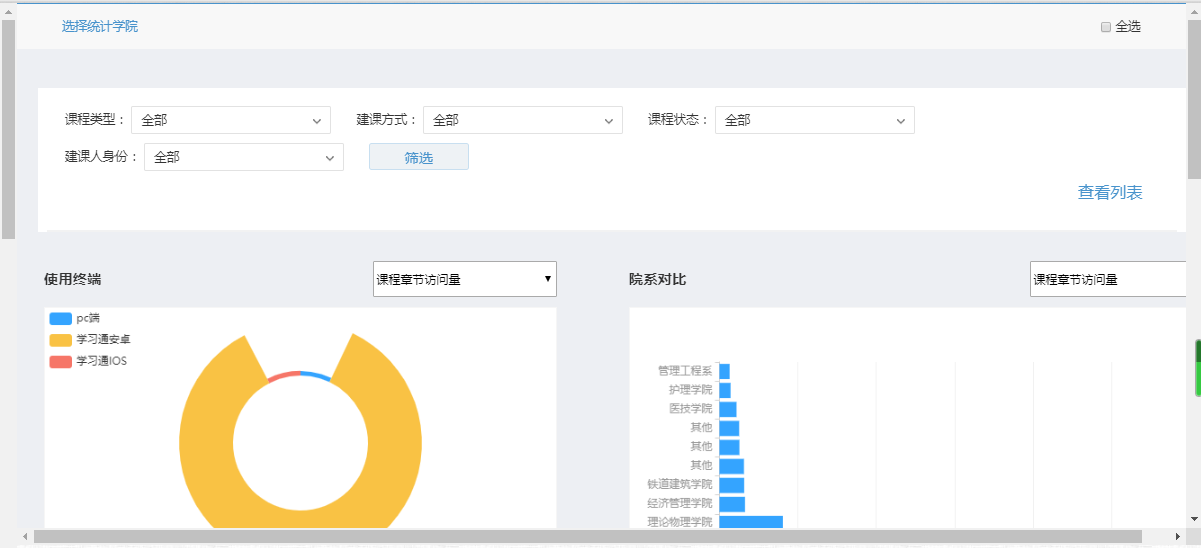 选择统计学院 全选
课程类型： 全部 建课方式： 全部 课程状态： 全部
建课人身份： 全部 筛选
查看列表
使用终端 课程章节访问量
pc端
学习通安卓
学习通IOS
院系对比 课程章节访问量
管理工程系
护理学院
医技学院
其他
其他
其他
铁道建筑学院
经济管理学院
理论物理学院